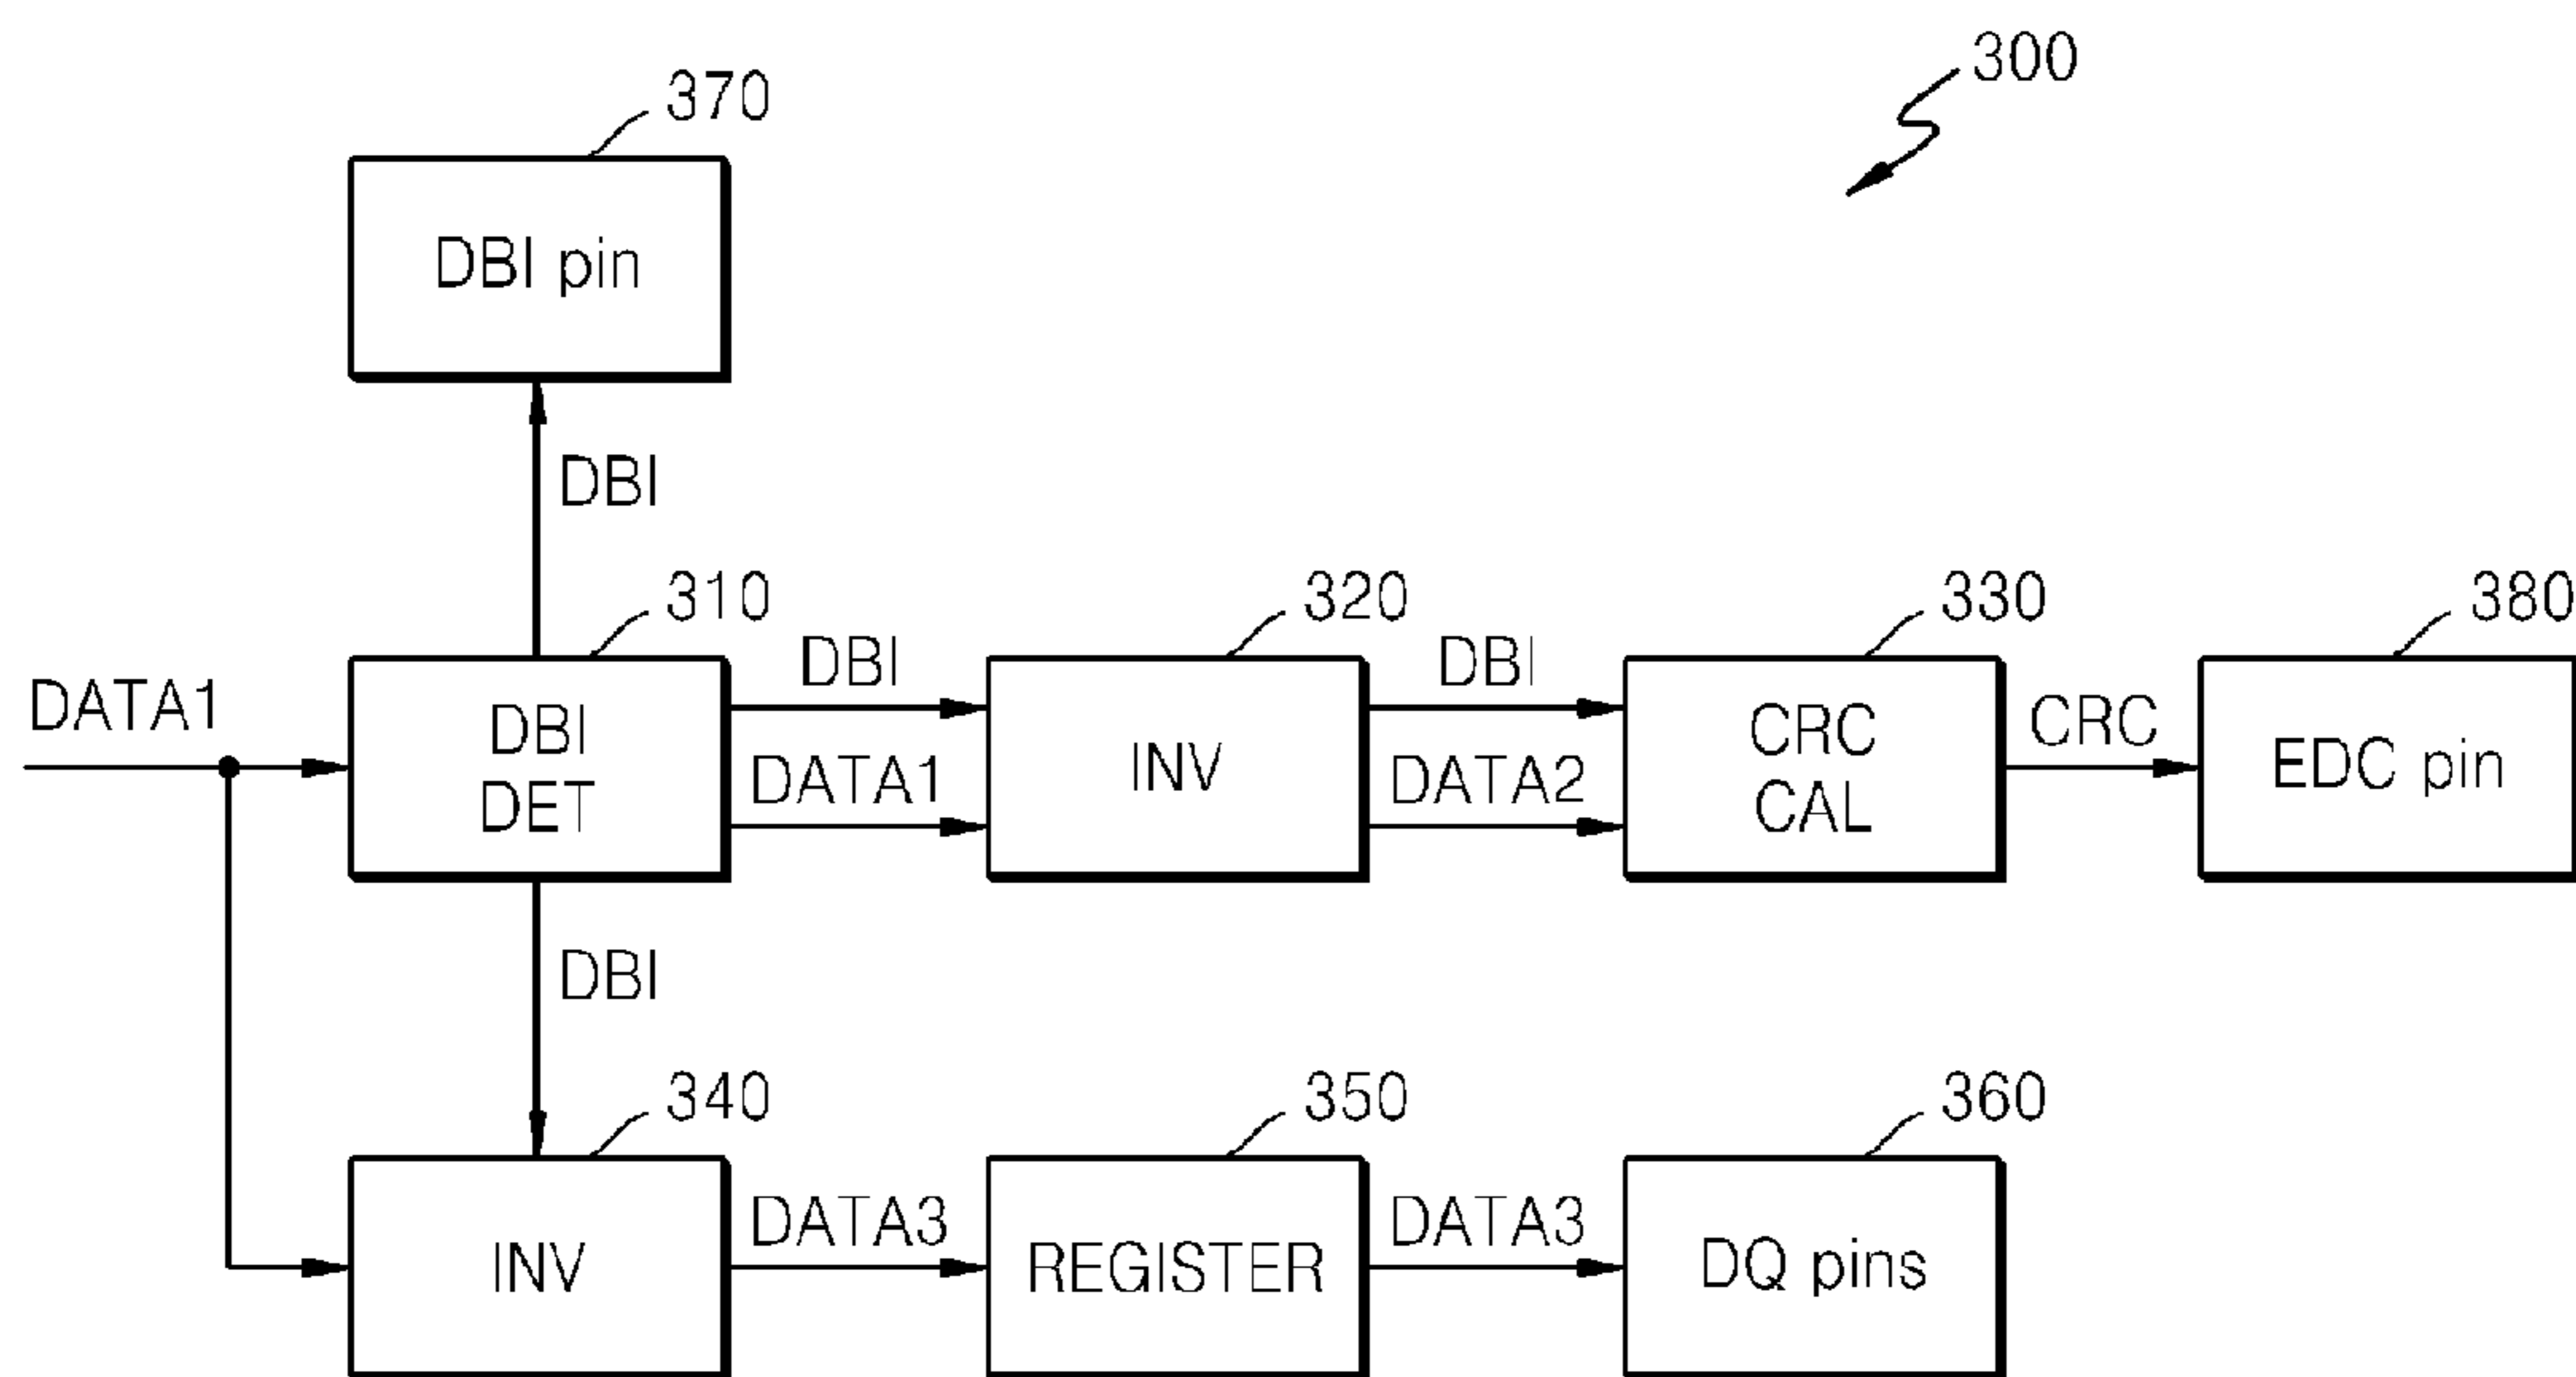 300
370
DBI pin
DBI
310
320
330
380
DATA1
DBI
DET
DBI
DATA1
INV
DBI
DATA2
CRC
CAL
CRC
EDC pin
DBI
340
350
360
INV
DATA3
REGISTER
DATA3
DQ pins